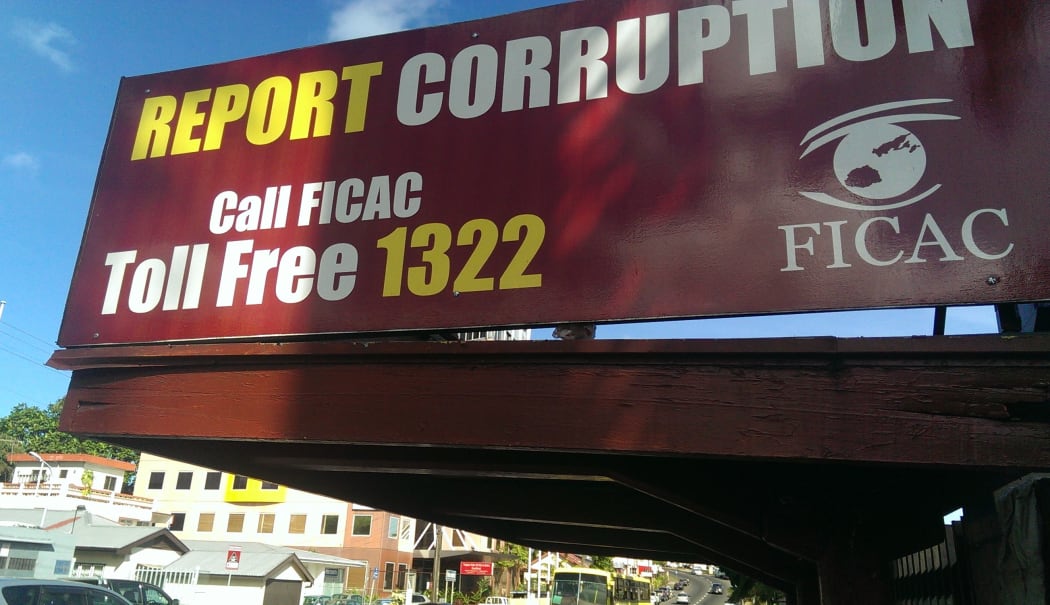 REPORT CORRUPTION
Call FICAC
Toll Free 1322
FICAC